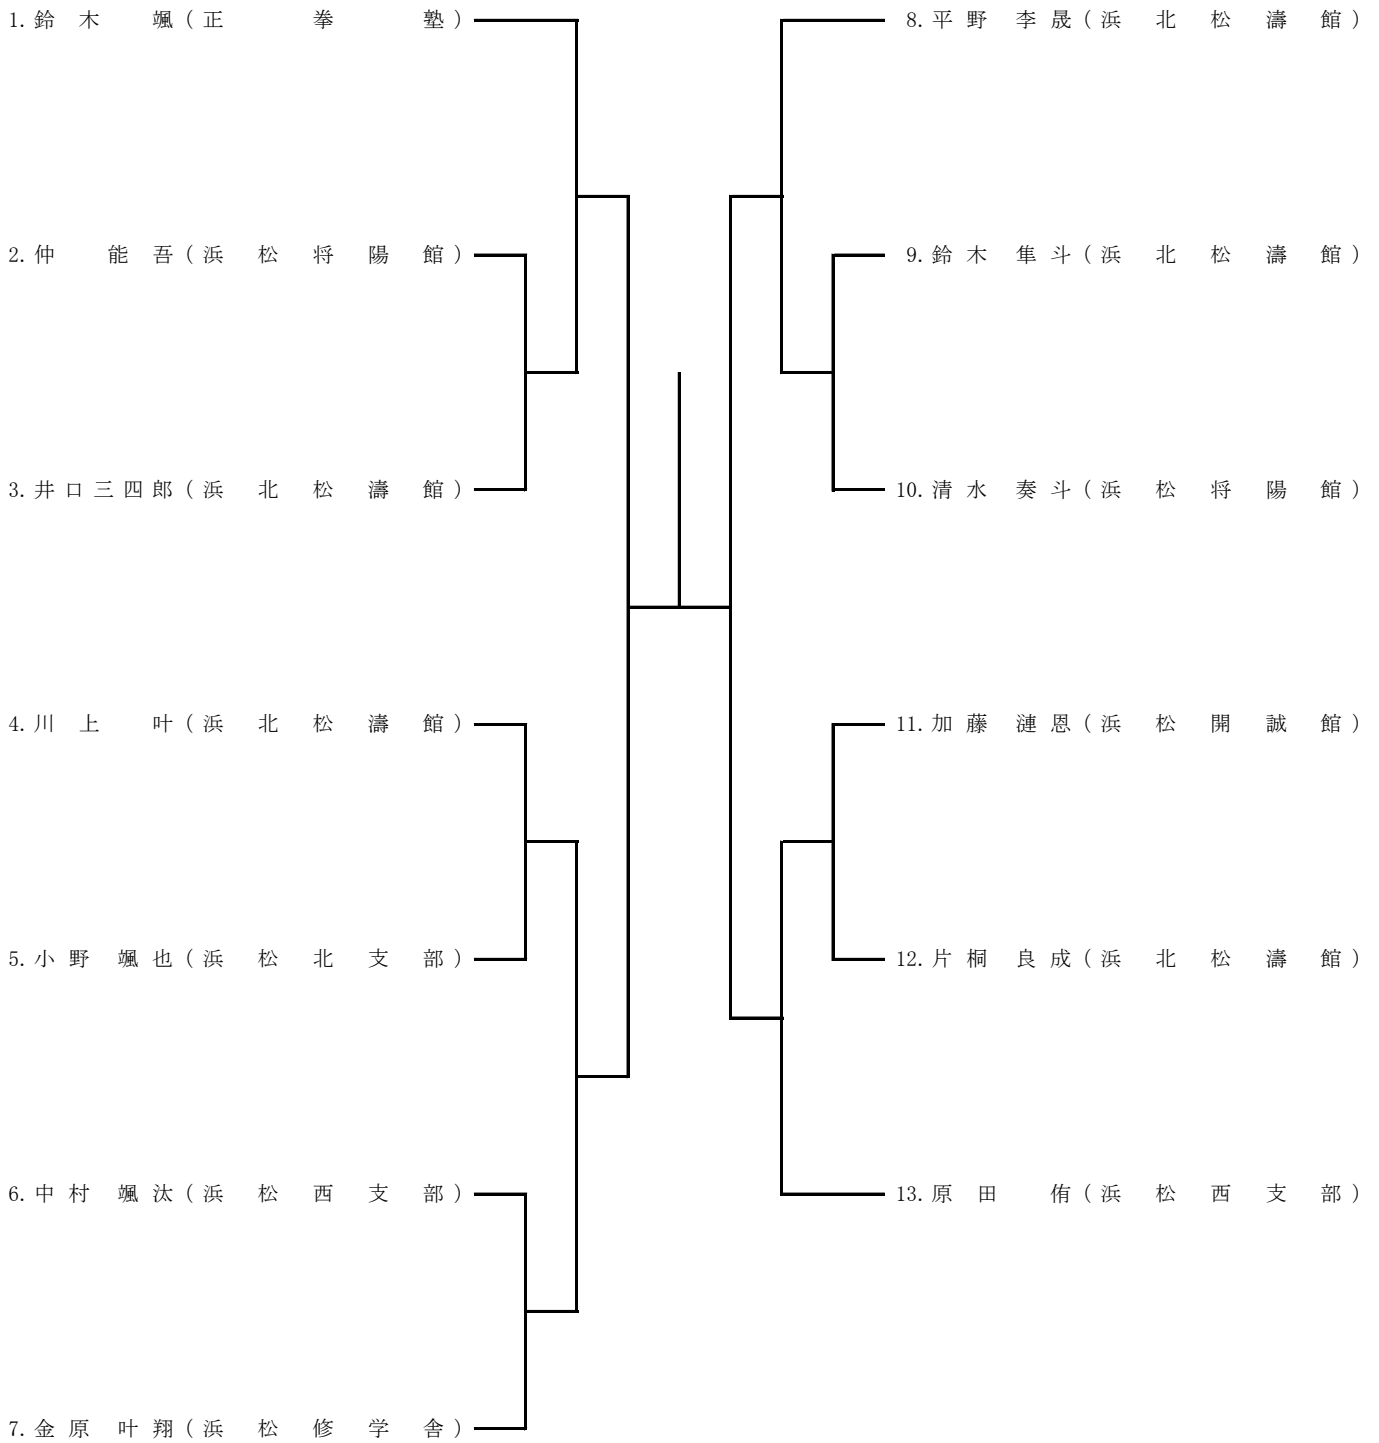 1. 鈴木　颯（正拳塾）
2. 仲　能吾（浜松将陽館）
3. 井口三四郎（浜北松濤館）
4. 川上　叶（浜北松濤館）
5. 小野　颯也（浜松北支部）
6. 中村　颯汰（浜松西支部）
7. 金原　叶翔（浜松修学舎）
8. 平野　李晟（浜北松濤館）
9. 鈴木　隼斗（浜北松濤館）
10. 清水　奏斗（浜松将陽館）
11. 加藤　漣恩（浜松開誠館）
12. 片桐　良成（浜北松濤館）
13. 原田　侑（浜松西支部）